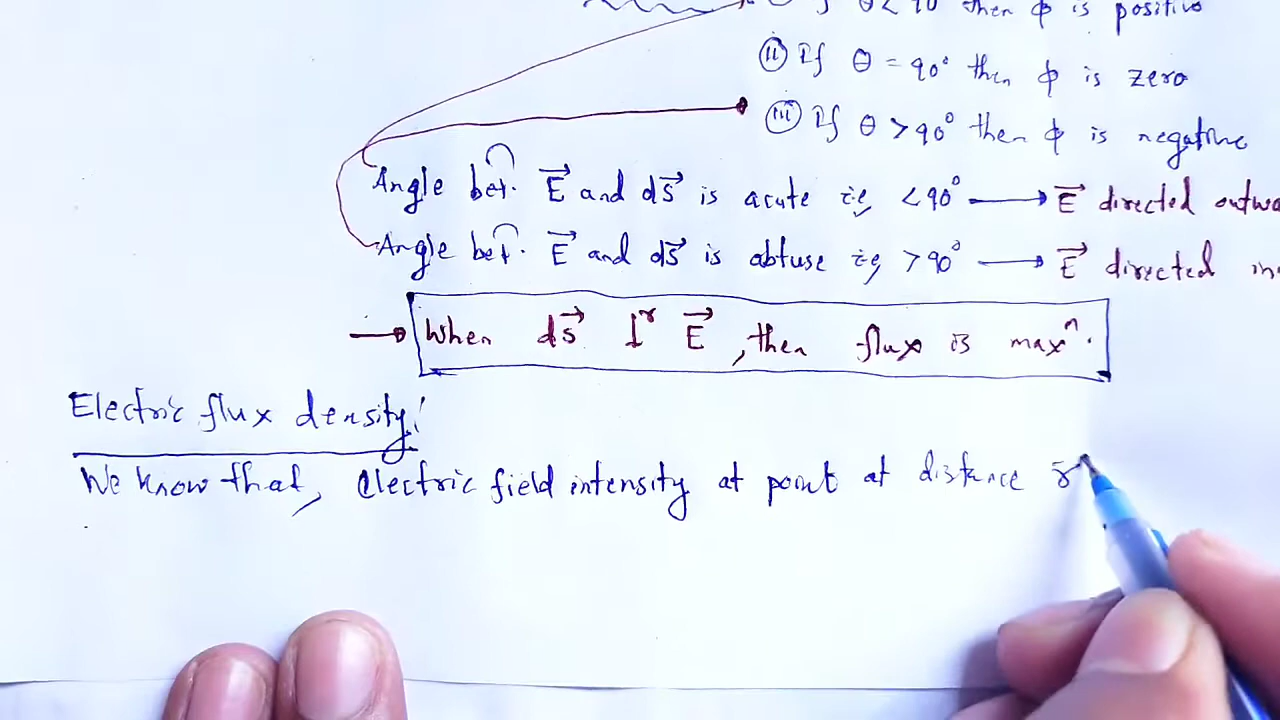 θ < 90 then ϕ is positive
(ii) If θ = 90° then ϕ is zero
(iii) If θ > 90° then ϕ is negative
Angle bet. E⃗ and dS⃗ is acute i.e. < 90° → E⃗ directed outwa
Angle bet. E⃗ and dS⃗ is obtuse i.e. > 90° → E⃗ directed in
→ When dS⃗ ⊥r E⃗, then flux is maxn.
Electric flux density:
We know that, electric field intensity at point at distance r